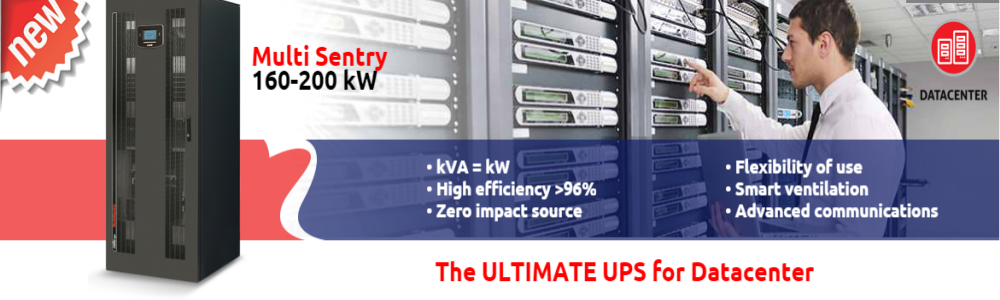 new
Multi Sentry
160-200 kW
DATACENTER
• kVA = kW
• High efficiency >96%
• Zero impact source
• Flexibility of use
• Smart ventilation
• Advanced communications
The ULTIMATE UPS for Datacenter